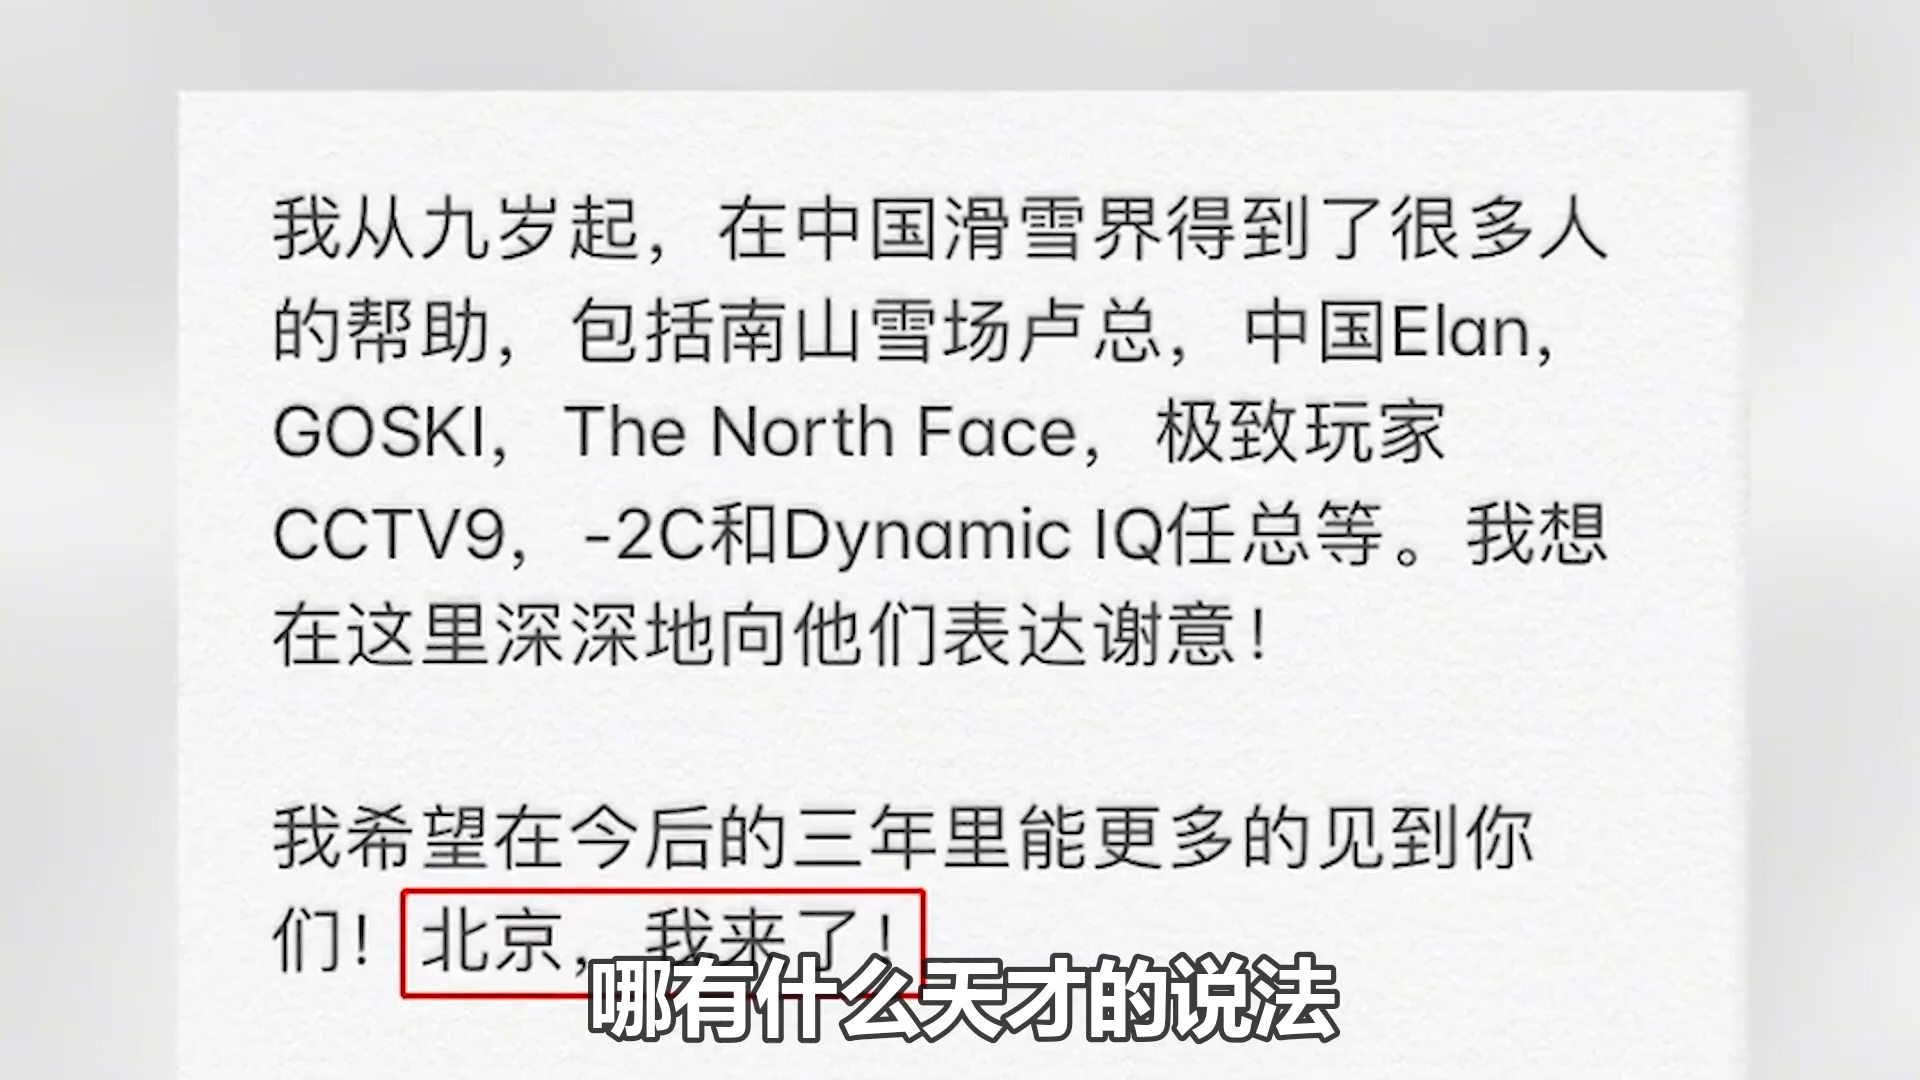 我从九岁起，在中国滑雪界得到了很多人
的帮助，包括南山雪场卢总，中国Elan，
GOSKI，The North Face，极致玩家
CCTV9，-2C和Dynamic IQ任总等。我想
在这里深深地向他们表达谢意！
我希望在今后的三年里能更多的见到你
们！北京，我来了！
哪有什么天才的说法